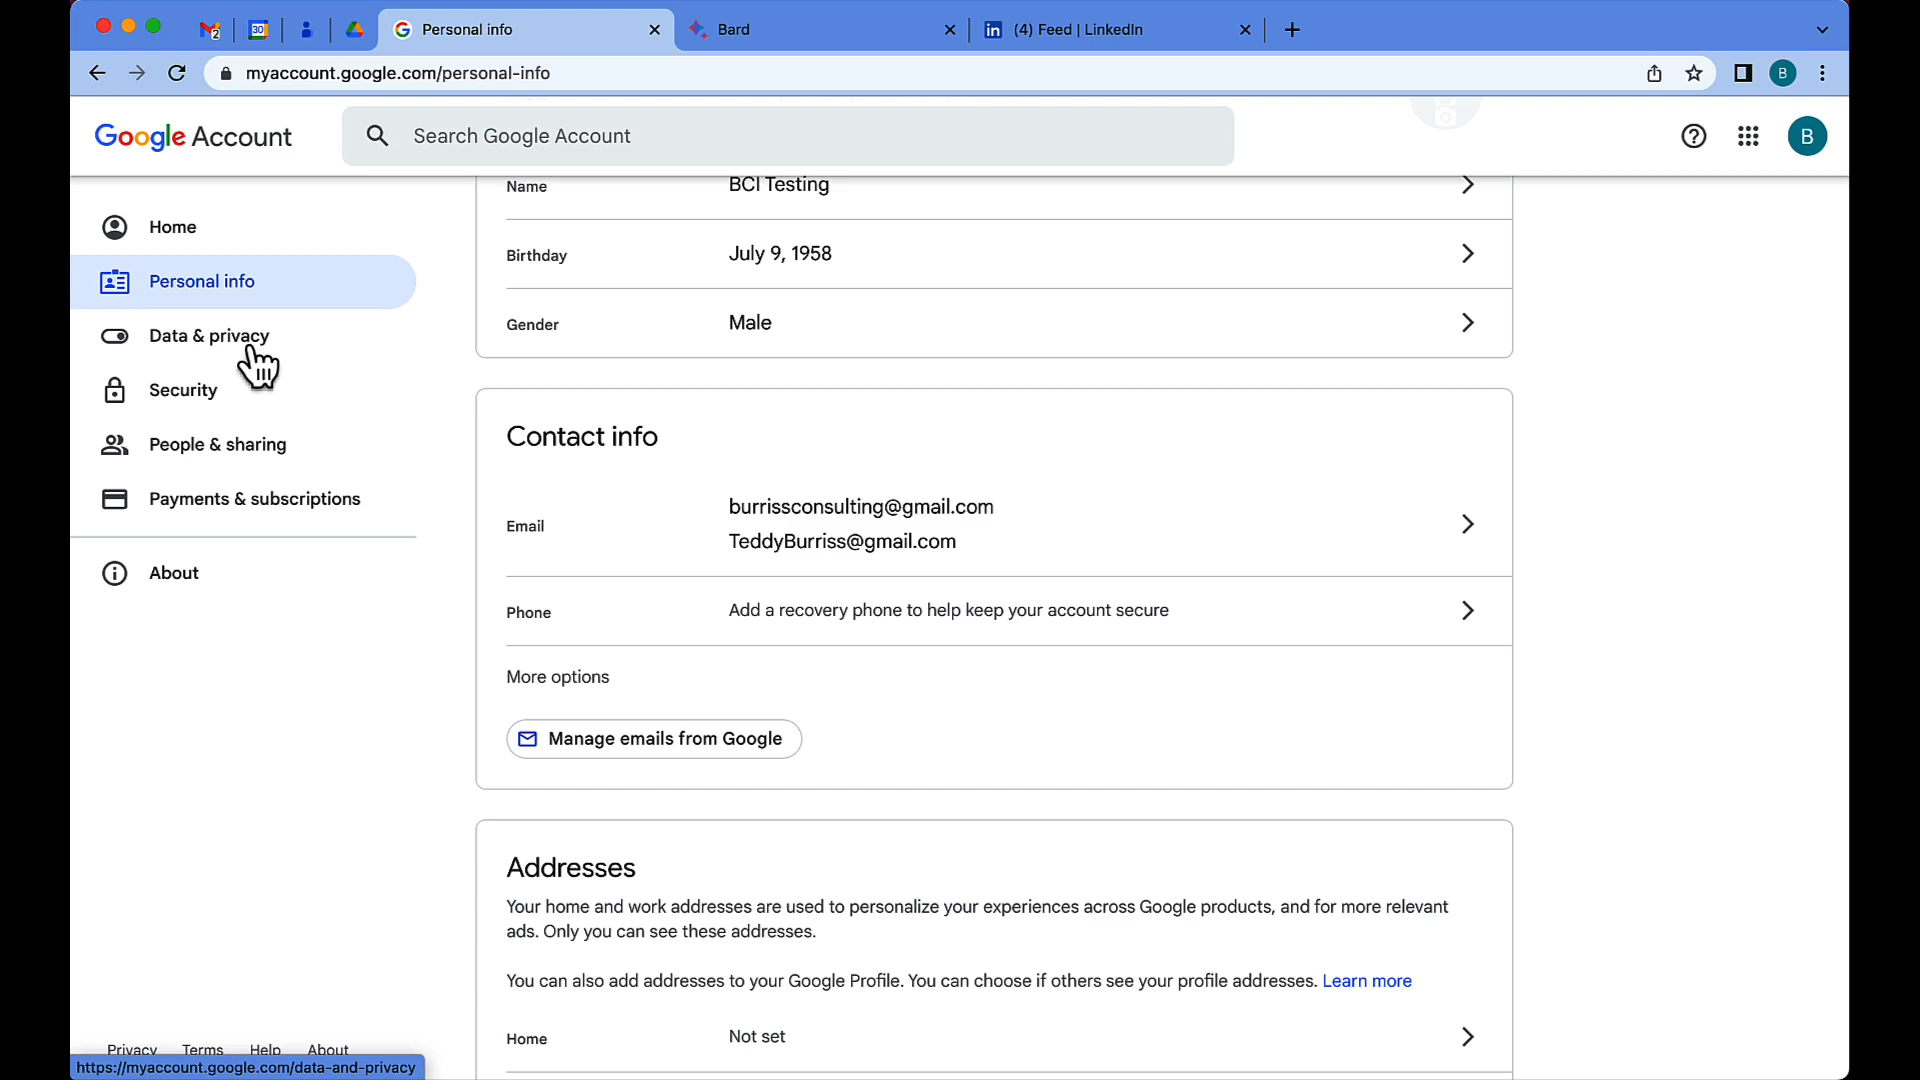 2
30
Personal info
Bard
(4) Feed | LinkedIn
myaccount.google.com/personal-info
B
Google Account
Search Google Account
B
Home
Personal info
Data & privacy
Security
People & sharing
Payments & subscriptions
About
Name
BCI Testing
Birthday
July 9, 1958
Gender
Male
Contact info
Email
burrissconsulting@gmail.com
TeddyBurriss@gmail.com
Phone
Add a recovery phone to help keep your account secure
More options
Manage emails from Google
Addresses
Your home and work addresses are used to personalize your experiences across Google products, and for more relevant
ads. Only you can see these addresses.
You can also add addresses to your Google Profile. You can choose if others see your profile addresses. Learn more
Home
Not set
Privacy Terms Help About
https://myaccount.google.com/data-and-privacy